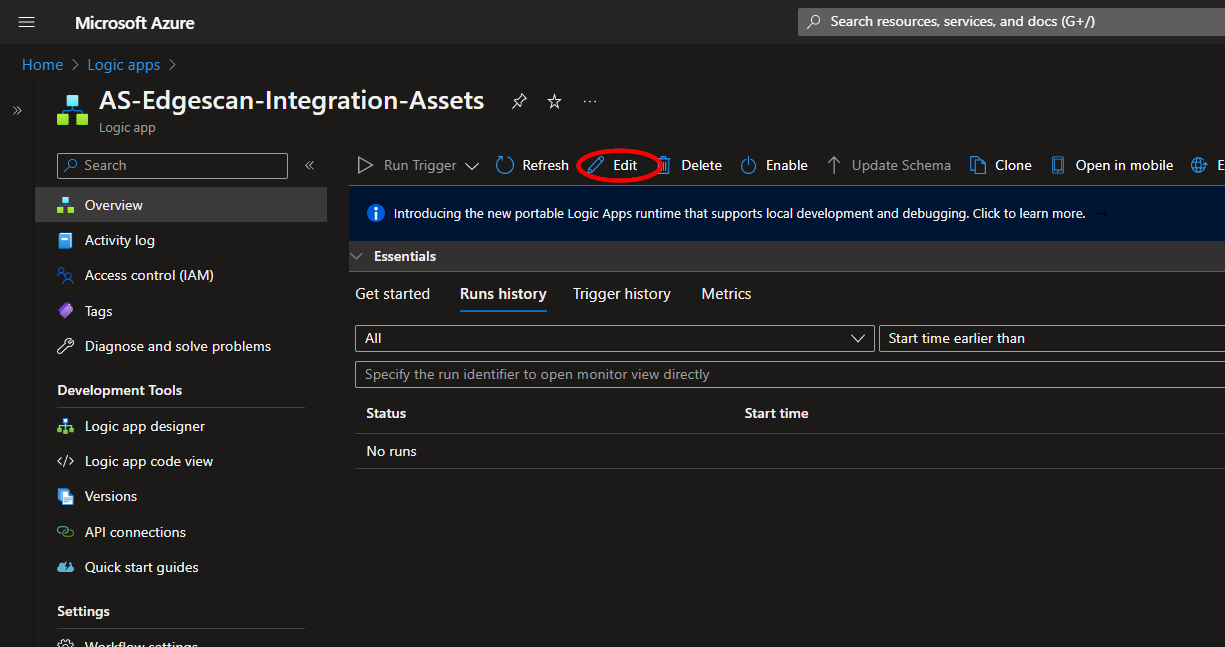 Microsoft Azure
Search resources, services, and docs (G+/)
Home > Logic apps >
AS-Edgescan-Integration-Assets
Logic app
Search
Run Trigger Refresh Edit Delete Enable Update Schema Clone Open in mobile E
Overview
Activity log
Access control (IAM)
Tags
Diagnose and solve problems
Development Tools
Logic app designer
Logic app code view
Versions
API connections
Quick start guides
Settings
Workflow settings
Introducing the new portable Logic Apps runtime that supports local development and debugging. Click to learn more.
Essentials
Get started Runs history Trigger history Metrics
All Start time earlier than
Specify the run identifier to open monitor view directly
Status Start time
No runs